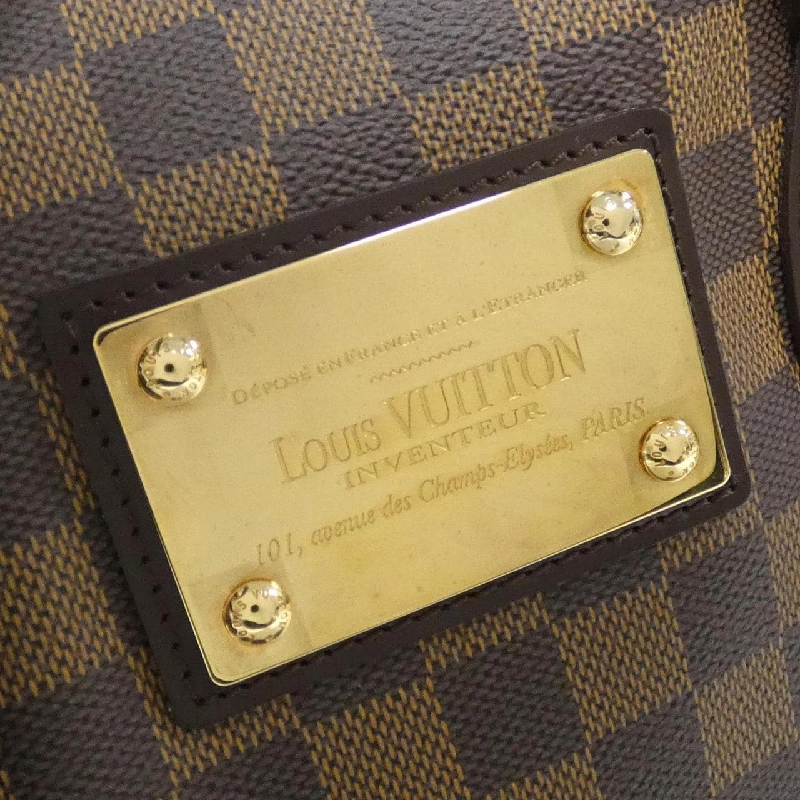 DÉPOSÉ EN FRANCE ET À L'ETRANGER
LOUIS VUITTON
INVENTEUR
101, avenue des Champs-Elysées, PARIS